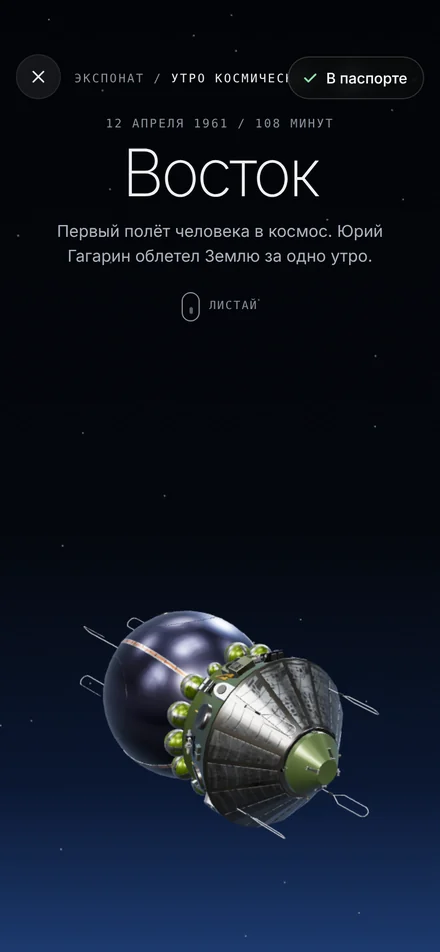 ЭКСПОНАТ / УТРО КОСМИЧЕС
В паспорте
12 АПРЕЛЯ 1961 / 108 МИНУТ
Восток
Первый полёт человека в космос. Юрий
Гагарин облетел Землю за одно утро.
ЛИСТАЙ